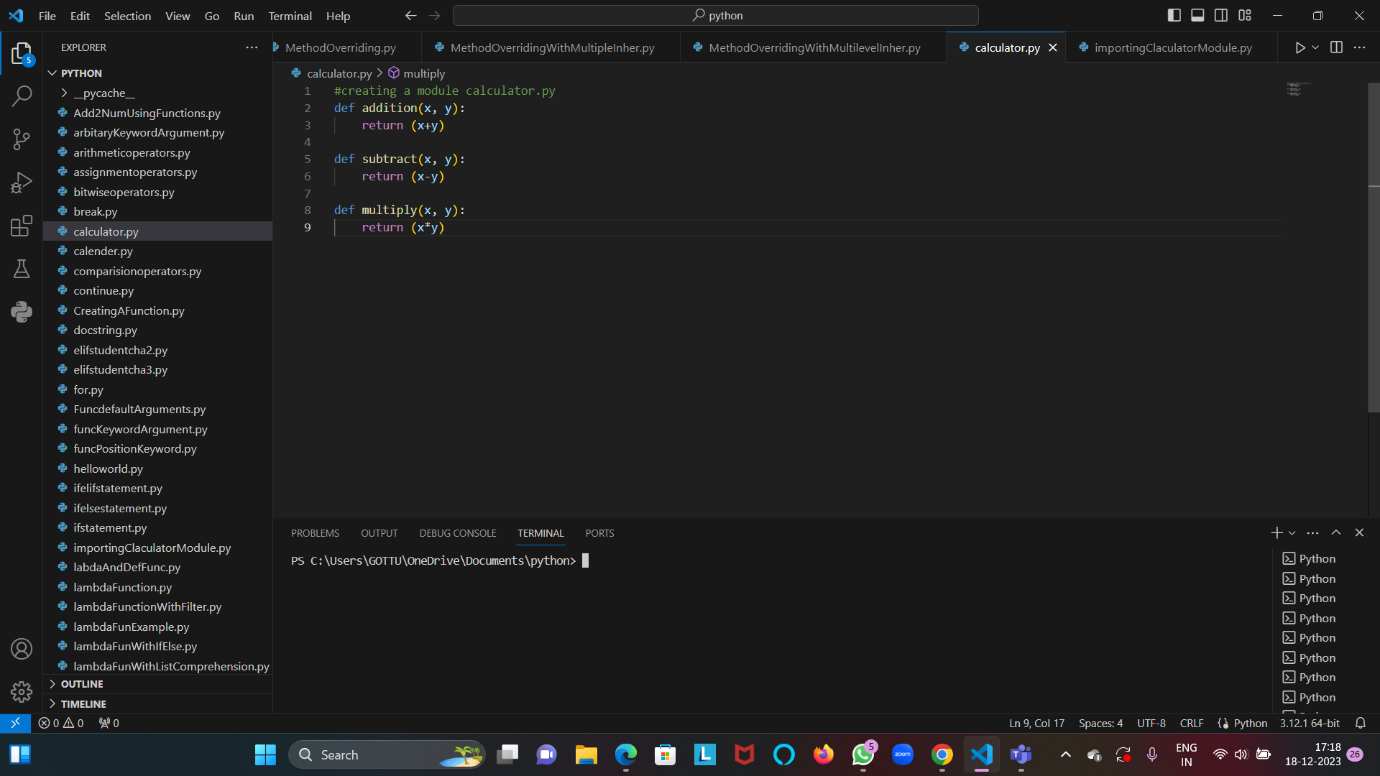 File Edit Selection View Go Run Terminal Help
python
EXPLORER
MethodOverriding.py MethodOverridingWithMultipleInher.py MethodOverridingWithMultilevelInher.py calculator.py importingClaculatorModule.py
5
PYTHON
__pycache__
Add2NumUsingFunctions.py
arbitaryKeywordArgument.py
arithmeticoperators.py
assignmentoperators.py
bitwiseoperators.py
break.py
calculator.py
calender.py
comparisionoperators.py
continue.py
CreatingAFunction.py
docstring.py
elifstudentcha2.py
elifstudentcha3.py
for.py
FuncdefaultArguments.py
funcKeywordArgument.py
funcPositionKeyword.py
helloworld.py
ifelifstatement.py
ifelsestatement.py
ifstatement.py
importingClaculatorModule.py
labdaAndDefFunc.py
lambdaFunction.py
lambdaFunctionWithFilter.py
lambdaFunExample.py
lambdaFunWithIfElse.py
lambdaFunWithListComprehension.py
OUTLINE
TIMELINE
calculator.py > multiply
1 #creating a module calculator.py
2 def addition(x, y):
3 return (x+y)
4
5 def subtract(x, y):
6 return (x-y)
7
8 def multiply(x, y):
9 return (x*y)
PROBLEMS OUTPUT DEBUG CONSOLE TERMINAL PORTS
PS C:\Users\GOTTU\OneDrive\Documents\python>
Python
Python
Python
Python
Python
Python
Python
Python
0 0 0 Ln 9, Col 17 Spaces: 4 UTF-8 CRLF Python 3.12.1 64-bit
Search
L
5
zoom
ENG
IN
17:18
18-12-2023
26